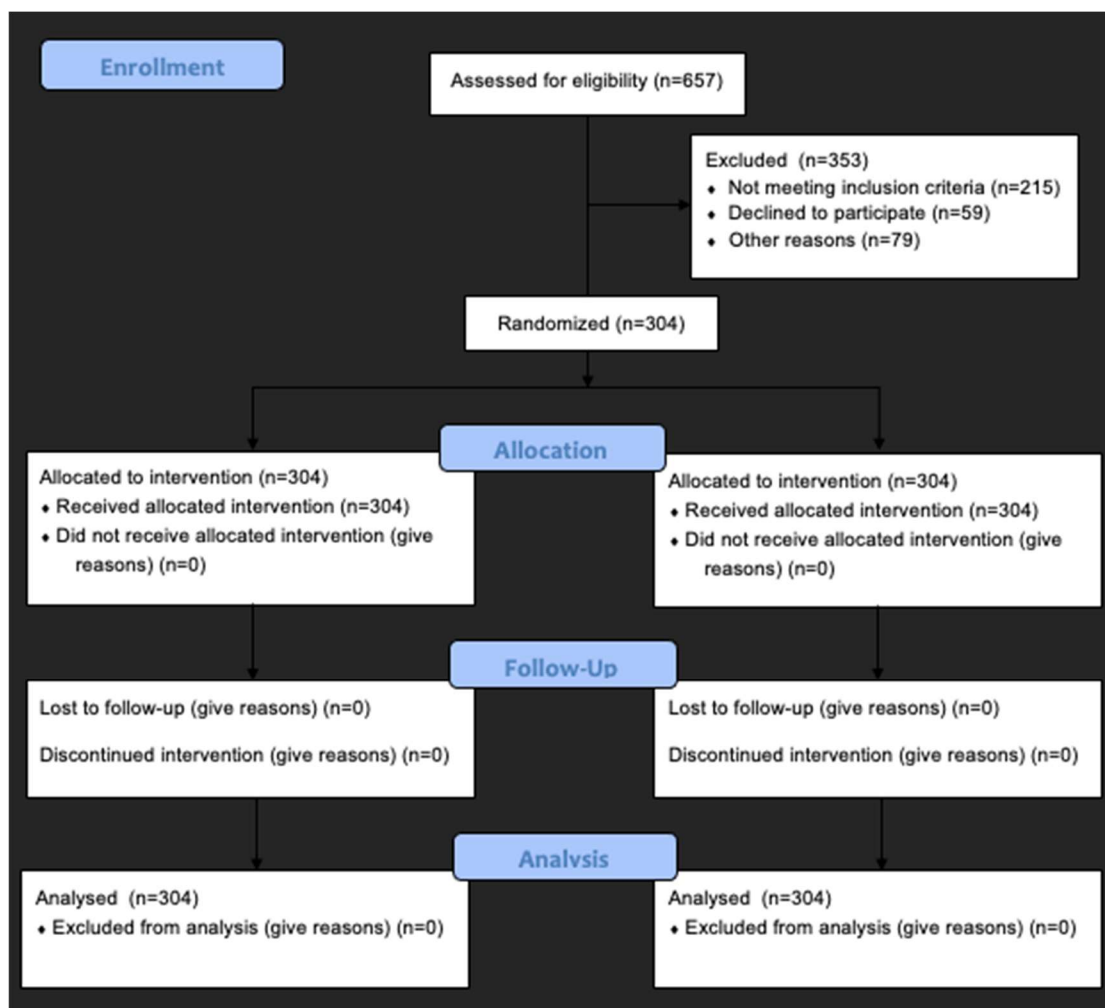 Enrollment
Assessed for eligibility (n=657)
Excluded (n=353)
♦ Not meeting inclusion criteria (n=215)
♦ Declined to participate (n=59)
♦ Other reasons (n=79)
Randomized (n=304)
Allocation
Allocated to intervention (n=304)
♦ Received allocated intervention (n=304)
♦ Did not receive allocated intervention (give
reasons) (n=0)
Allocated to intervention (n=304)
♦ Received allocated intervention (n=304)
♦ Did not receive allocated intervention (give
reasons) (n=0)
Follow-Up
Lost to follow-up (give reasons) (n=0)
Discontinued intervention (give reasons) (n=0)
Lost to follow-up (give reasons) (n=0)
Discontinued intervention (give reasons) (n=0)
Analysis
Analysed (n=304)
♦ Excluded from analysis (give reasons) (n=0)
Analysed (n=304)
♦ Excluded from analysis (give reasons) (n=0)